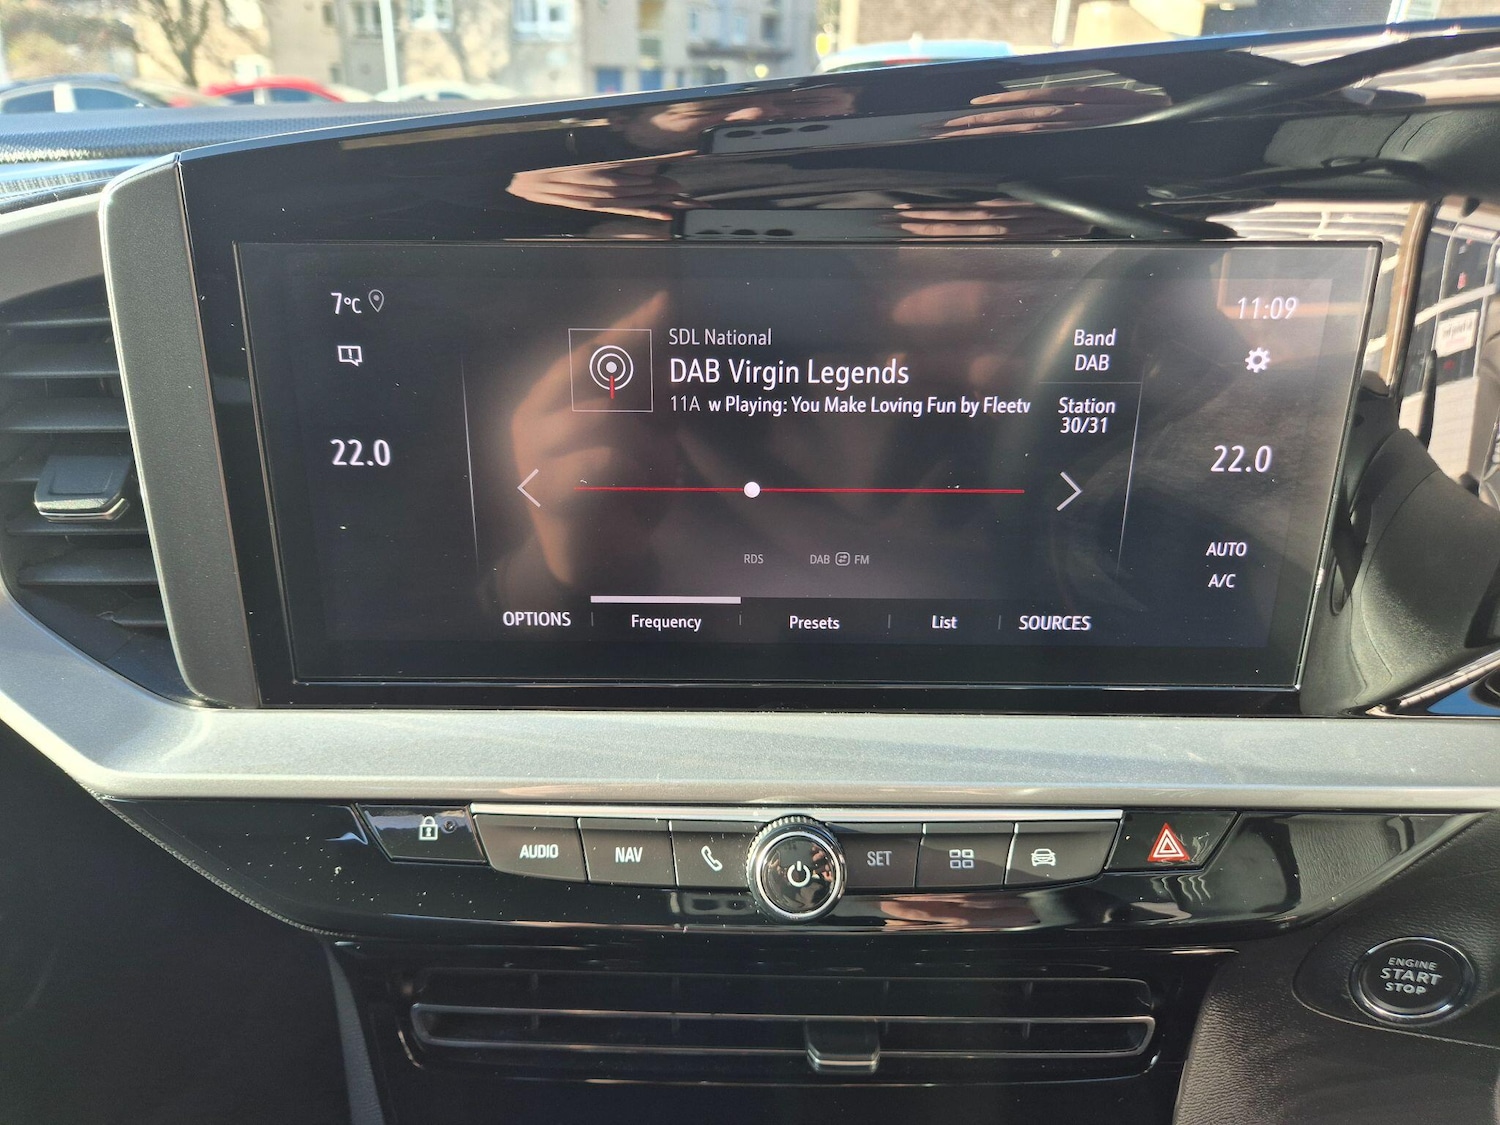 7°C
11:09
SDL National
DAB Virgin Legends
11A w Playing: You Make Loving Fun by Fleetv
Band
DAB
Station
30/31
22.0
22.0
RDS
DAB FM
AUTO
A/C
OPTIONS
Frequency
Presets
List
SOURCES
AUDIO
NAV
SET
ENGINE
START
STOP